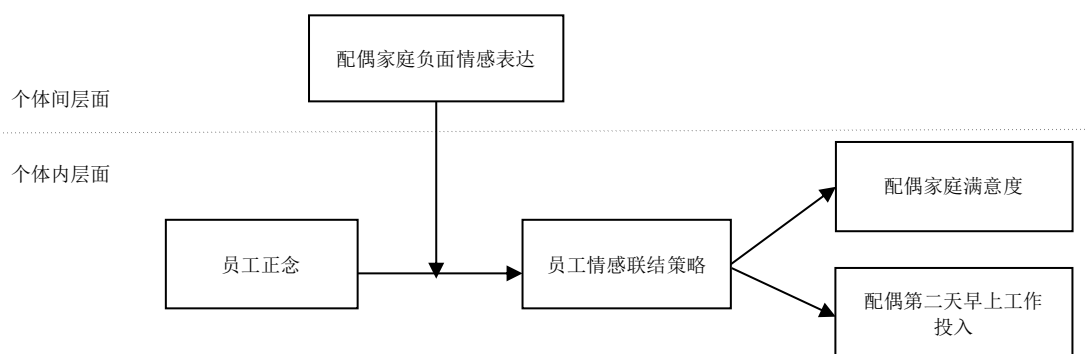 配偶家庭负面情感表达
个体间层面
个体内层面
配偶家庭满意度
员工正念
员工情感联结策略
配偶第二天早上工作
投入